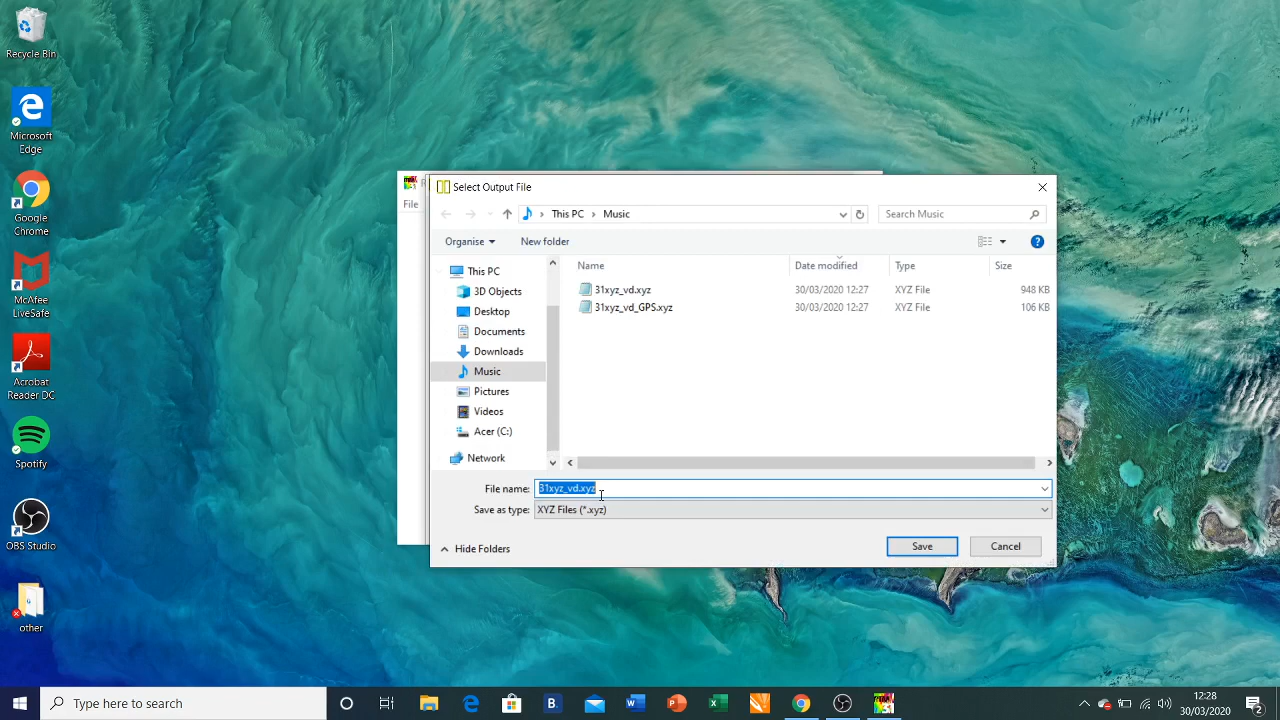 Recycle Bin
Microsoft
Edge
Google
Chrome
McAfee
LiveSafe
Acrobat
Reader DC
Spotify
OBS Studio
other
File
Select Output File
This PC
Music
Search Music
Organise
New folder
Name
Date modified
Type
Size
This PC
3D Objects
Desktop
Documents
Downloads
Music
Pictures
Videos
Acer (C:)
Network
31xyz_vd.xyz 30/03/2020 12:27 XYZ File 948 KB
31xyz_vd_GPS.xyz 30/03/2020 12:27 XYZ File 106 KB
File name: 31xyz_vd.xyz
Save as type: XYZ Files (*.xyz)
Hide Folders
Save
Cancel
Type here to search
B.
12:28
30/03/2020
2